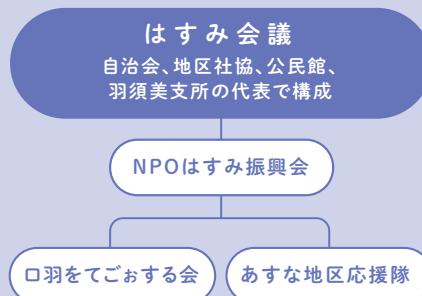 はすみ会議
自治会、地区社協、公民館、
羽須美支所の代表で構成
NPOはすみ振興会
口羽をてごぉする会
あすな地区応援隊